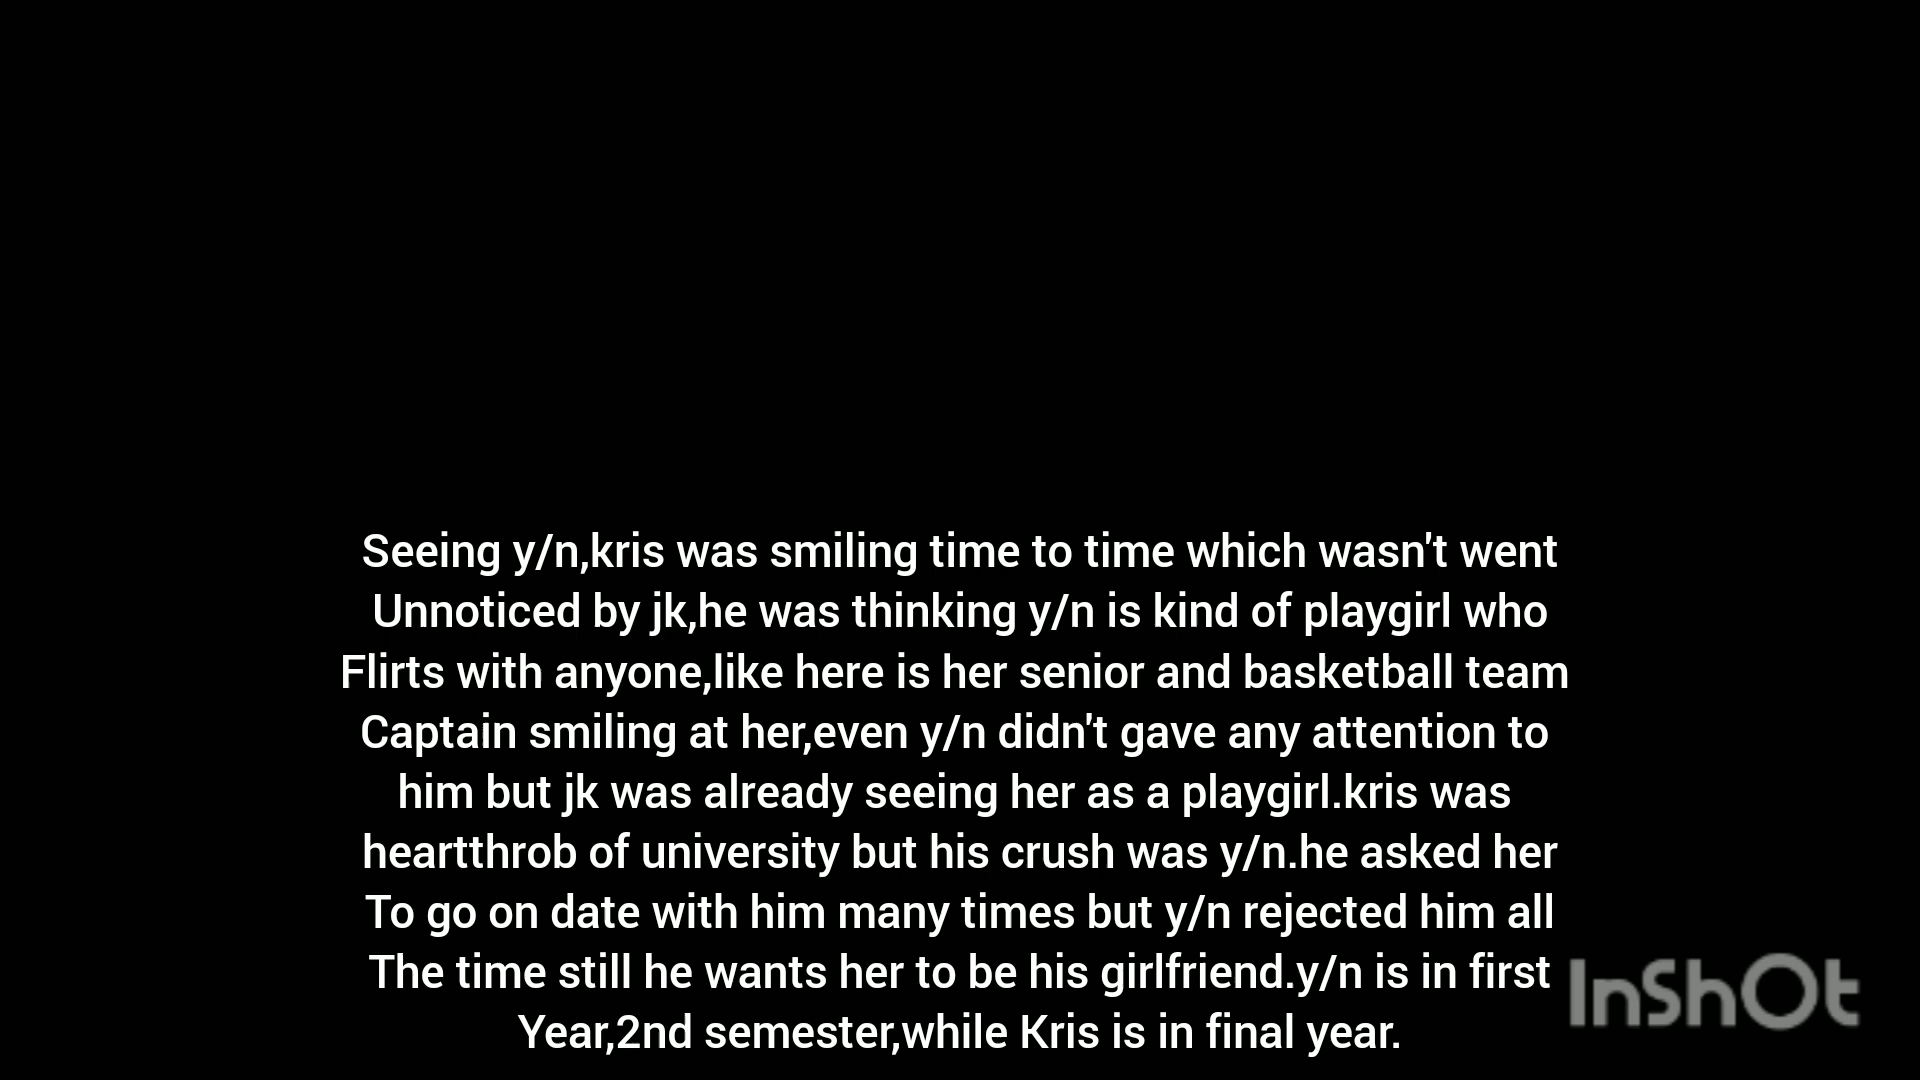 Seeing y/n,kris was smiling time to time which wasn't went
Unnoticed by jk,he was thinking y/n is kind of playgirl who
Flirts with anyone,like here is her senior and basketball team
Captain smiling at her,even y/n didn't gave any attention to
him but jk was already seeing her as a playgirl.kris was
heartthrob of university but his crush was y/n.he asked her
To go on date with him many times but y/n rejected him all
The time still he wants her to be his girlfriend.y/n is in first
Year,2nd semester,while Kris is in final year.
InShOt